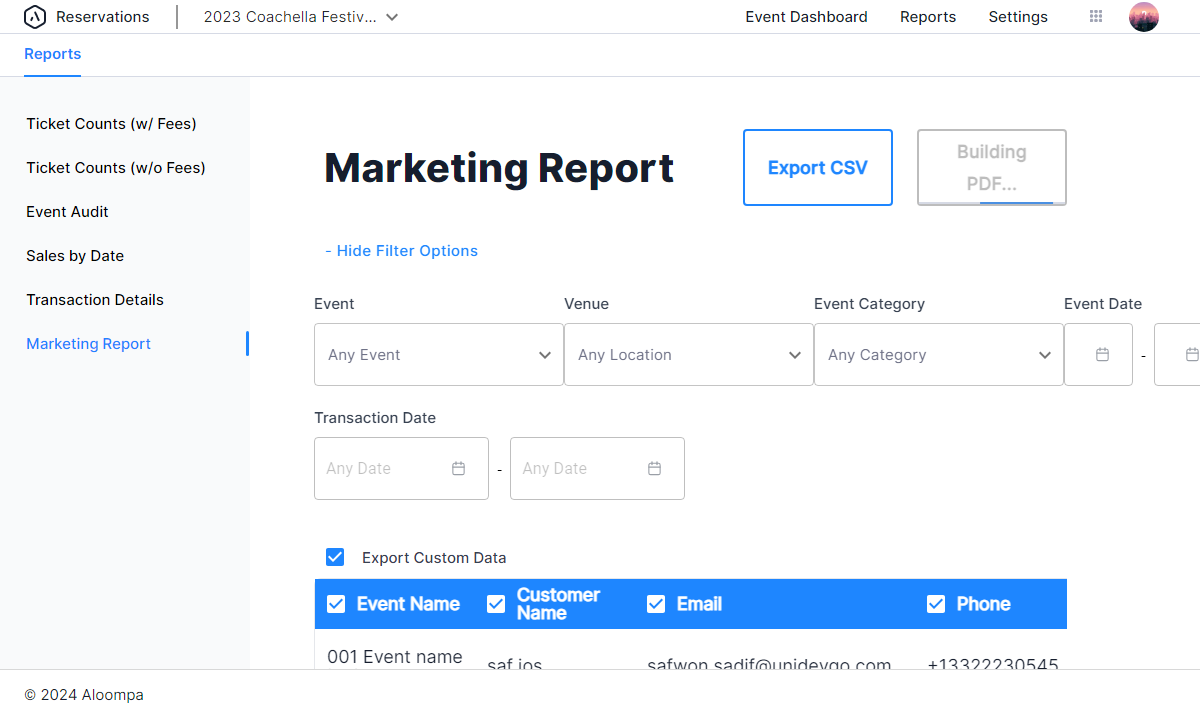 Reservations
2023 Coachella Festiv...
Event Dashboard
Reports
Settings
Reports
Ticket Counts (w/ Fees)
Ticket Counts (w/o Fees)
Event Audit
Sales by Date
Transaction Details
Marketing Report
Marketing Report
Export CSV
Building
PDF...
- Hide Filter Options
Event
Venue
Event Category
Event Date
Any Event
Any Location
Any Category
-
Transaction Date
Any Date
-
Any Date
Export Custom Data
Event Name
Customer
Name
Email
Phone
001 Event name
saf ios
safwon.sadif@unidevgo.com
+13322230545
© 2024 Aloompa